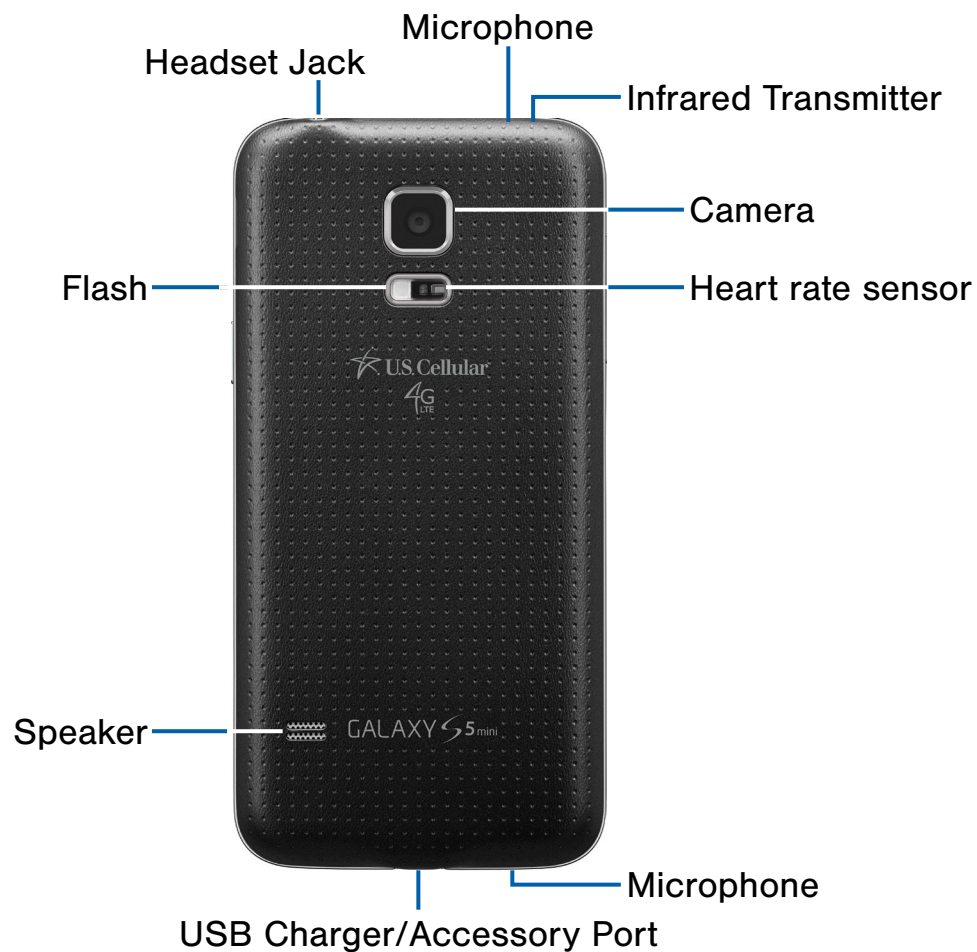 Microphone
Headset Jack
Infrared Transmitter
Camera
Flash
Heart rate sensor
U.S. Cellular
4G
LTE
Speaker
GALAXY S5 mini
Microphone
USB Charger/Accessory Port